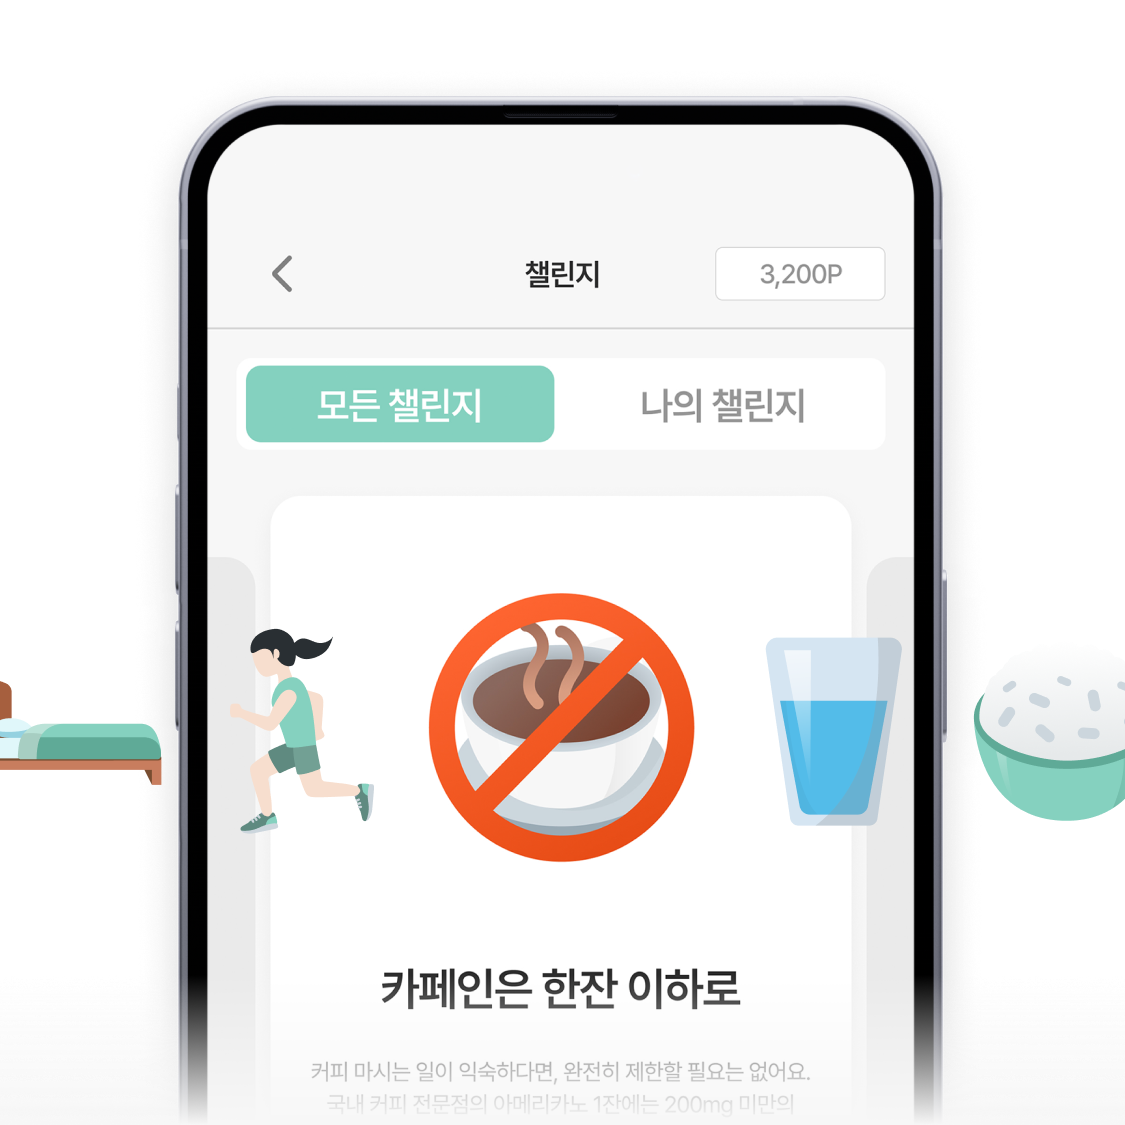 챌린지
3,200P
모든 챌린지
나의 챌린지
카페인은 한잔 이하로
커피 마시는 일이 익숙하다면, 완전히 제한할 필요는 없어요.
국내 커피 전문점의 아메리카노 1잔에는 200mg 미만의